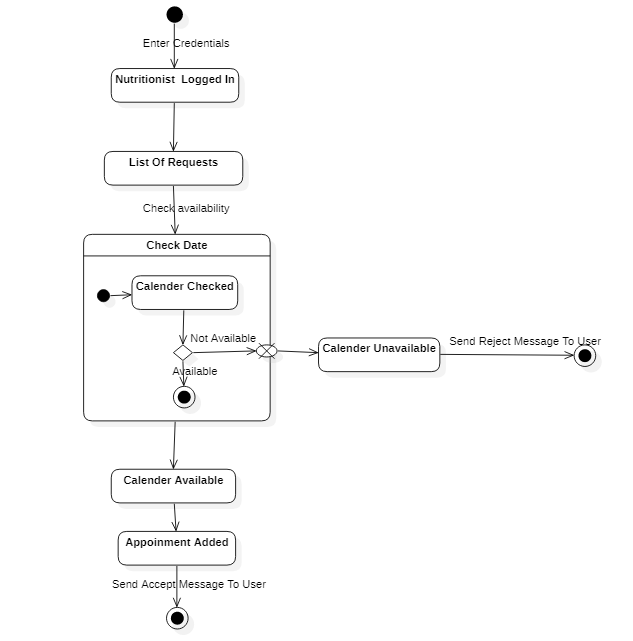 Enter Credentials
Nutritionist  Logged In
List Of Requests
Check availability
Check Date
Calender Checked
Not Available
Available
Calender Unavailable
Send Reject Message To User
Calender Available
Appoinment Added
Send Accept Message To User